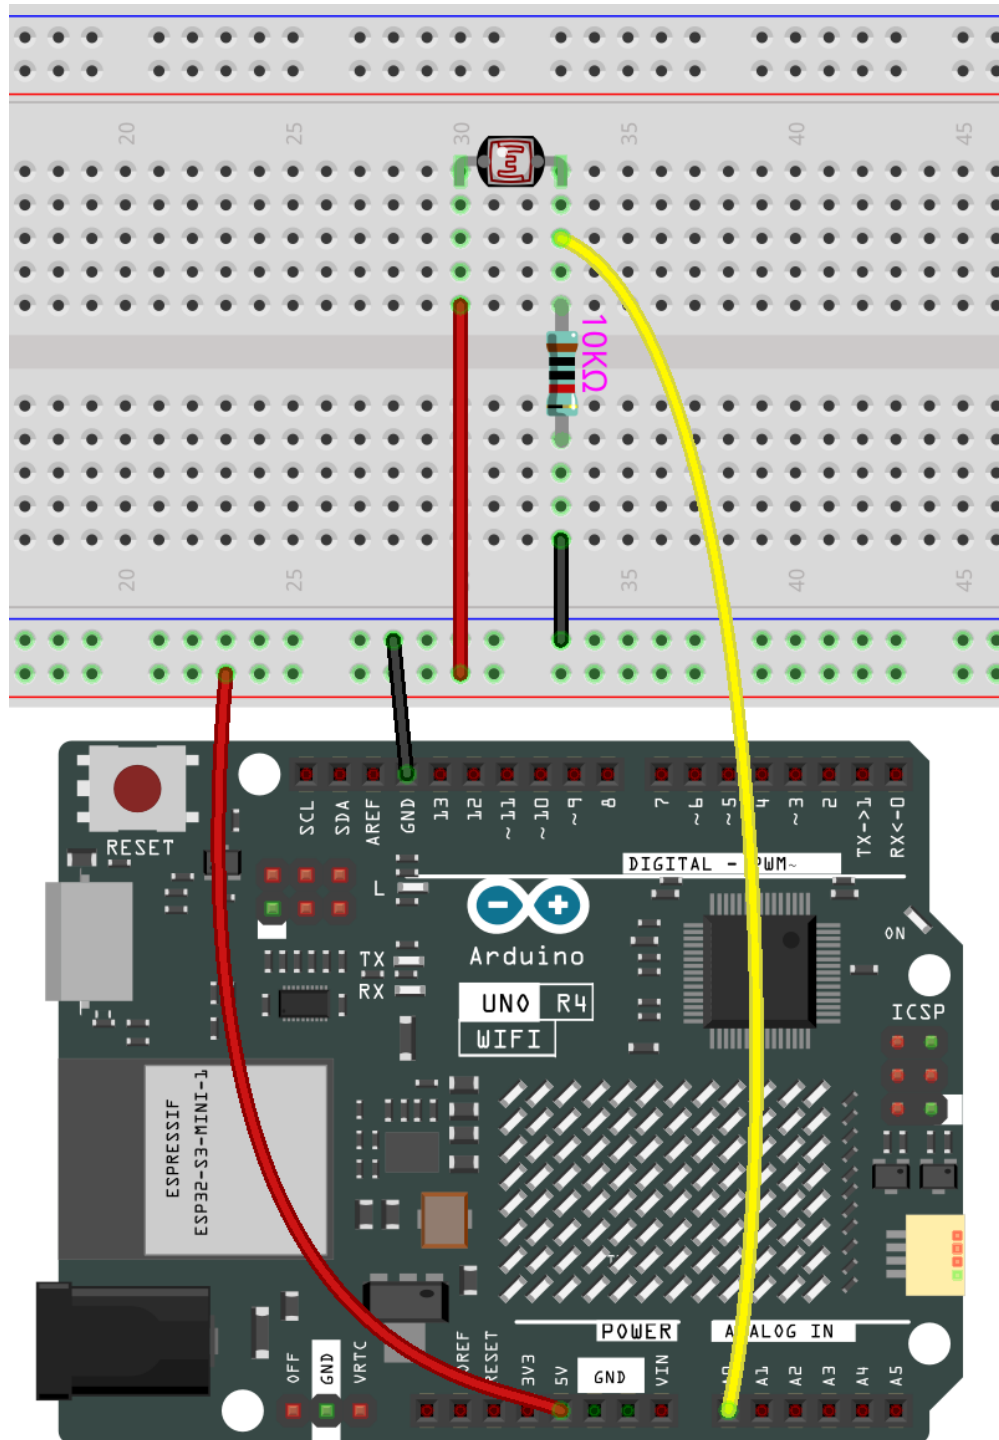 20 25 30 35 40 45
10KΩ
20 25 35 40 45
RESET
SCL
SDA
AREF
GND
13
12
~11
~10
~9
8
7
~6
~5
4
~3
2
TX->1
RX<-0
DIGITAL - PWM~
L
TX
RX
Arduino
UNO R4
WIFI
ON
ICSP
ESPRESSIF
ESP32-S3-MINI-1
POWER
ANALOG IN
OFF
GND
VRTC
3V3
5V
GND
VIN
A0
A1
A2
A3
A4
A5